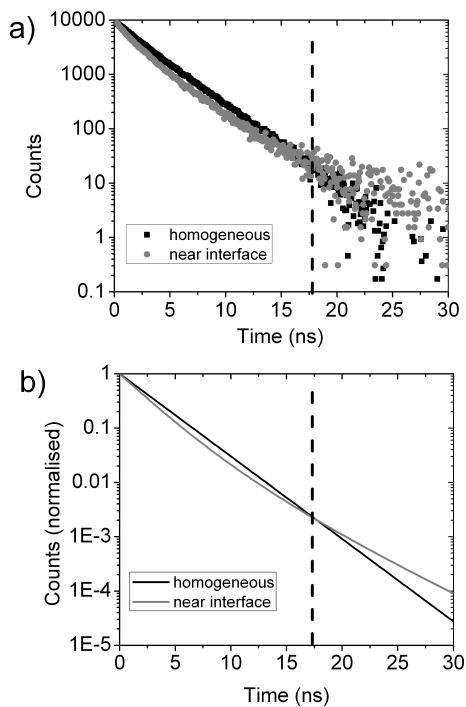 a)
10000
1000
100
10
1
0.1
Counts
homogeneous
near interface
0 5 10 15 20 25 30
Time (ns)
b)
1
0.1
0.01
1E-3
1E-4
1E-5
Counts (normalised)
homogeneous
near interface
0 5 10 15 20 25 30
Time (ns)